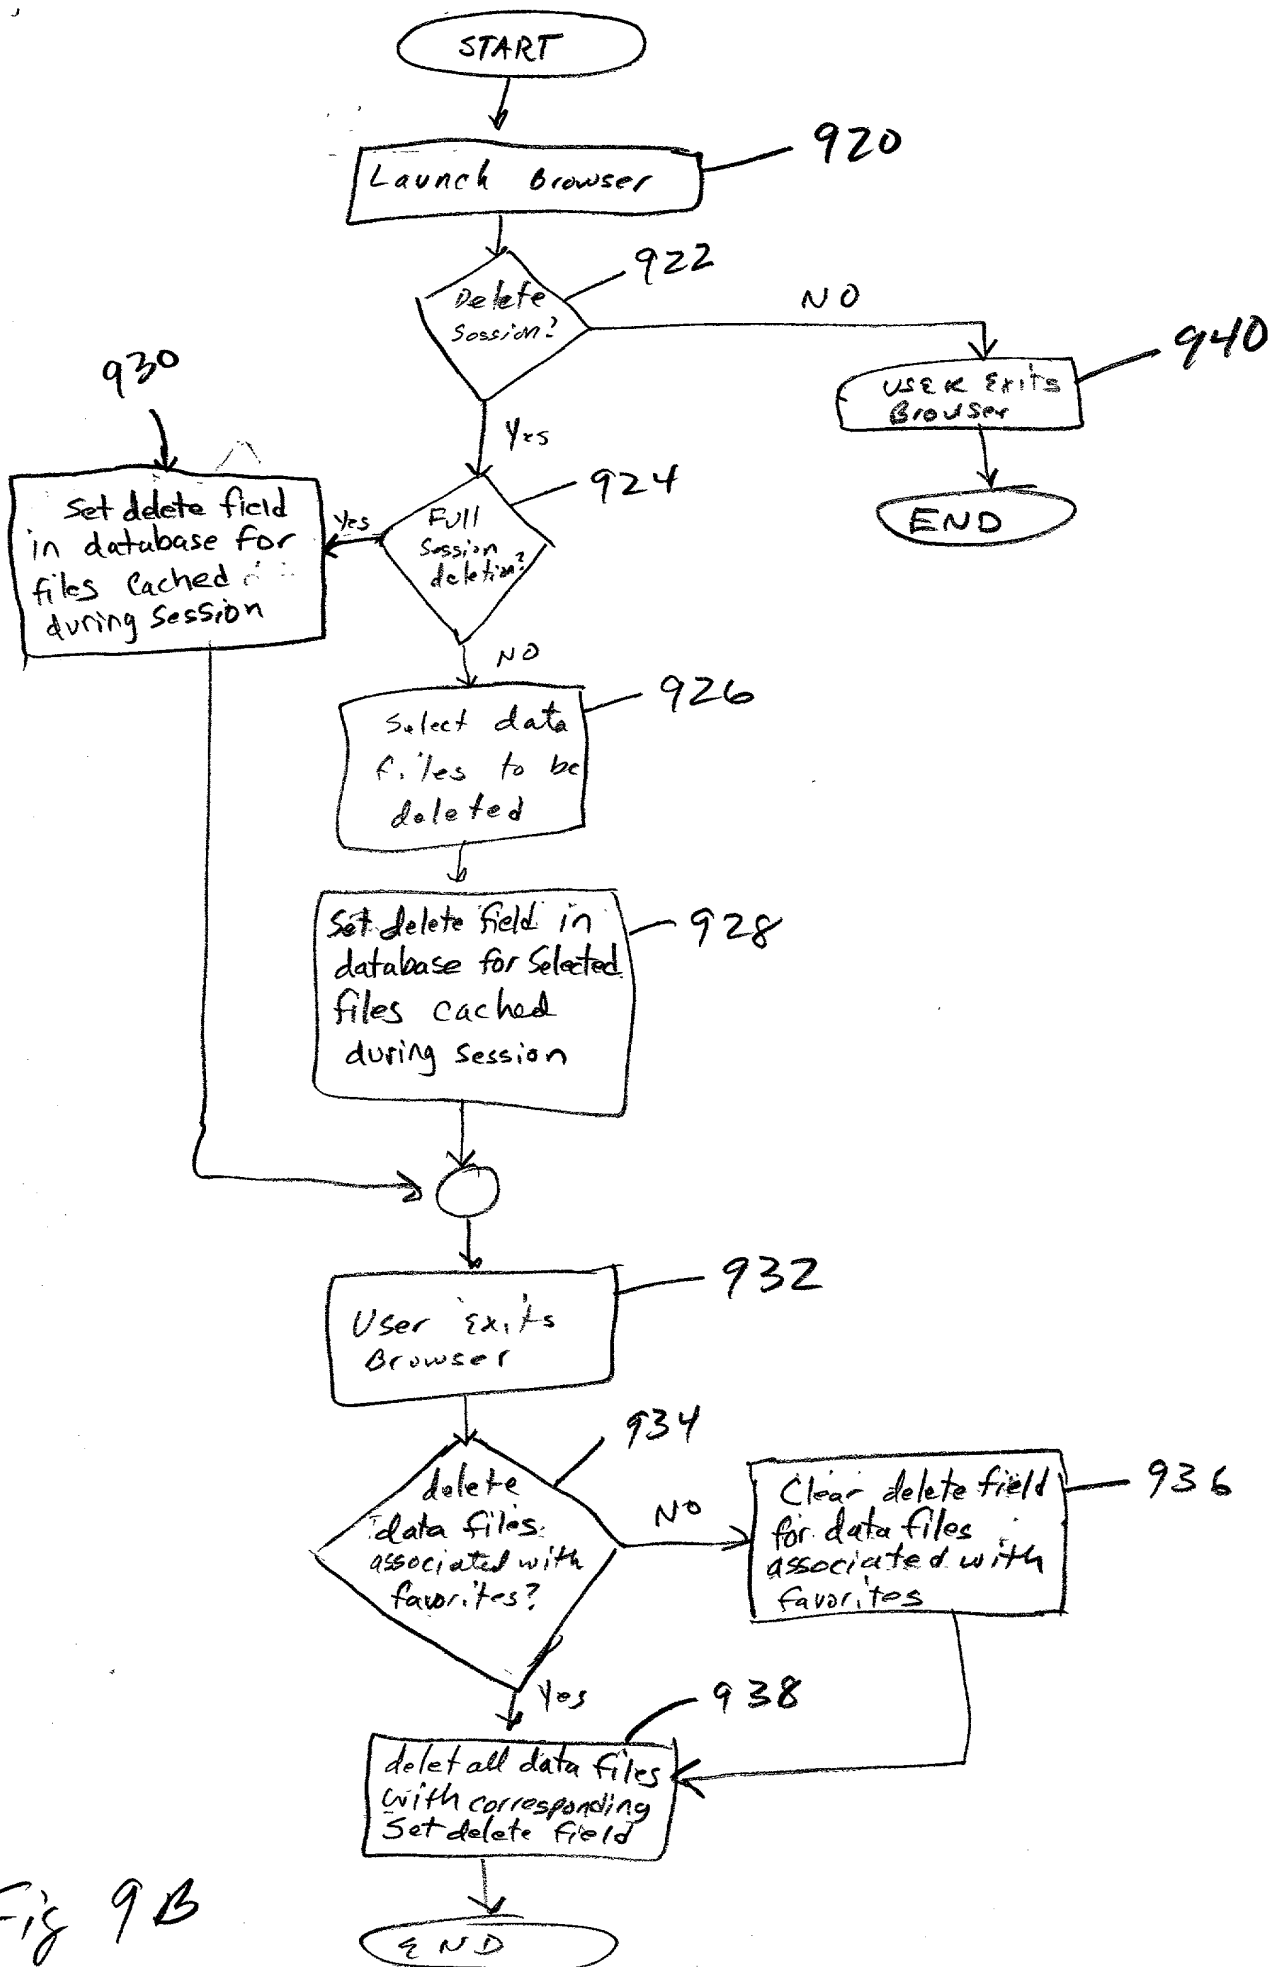 START
920
Launch Browser
922
Delete
Session?
NO
940
USER Exits
Browser
END
930
Yes
924
Set delete field
in database for
files Cached
during Session
Yes
Full
Session
deletion?
NO
926
Select data
files to be
deleted
928
Set delete field in
database for Selected
files cached
during session
932
User Exits
Browser
934
delete
data files
associated with
favorites?
NO
936
Clear delete field
for data files
associated with
favorites
Yes
938
delet all data files
with corresponding
Set delete field
Fig 9B
END